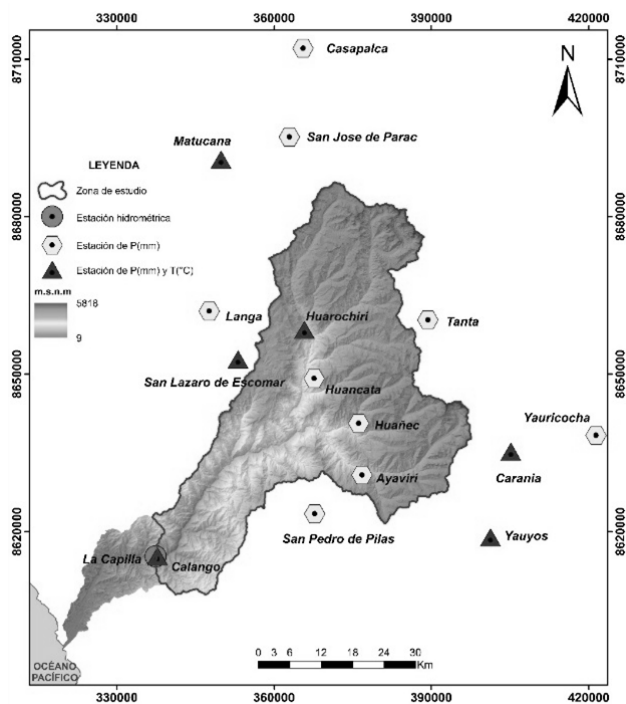 330000 360000 390000 420000
8710000
8680000
8650000
8620000
Casapalca
N
San Jose de Parac
Matucana
LEYENDA
Zona de estudio
Estación hidrométrica
Estación de P(mm)
Estación de P(mm) y T(°C)
m.s.n.m
5818
9
Langa
Huarochiri
Tanta
San Lazaro de Escomar
Huancata
Huañec
Yauricocha
Ayaviri
Carania
San Pedro de Pilas
Yauyos
La Capilla
Calango
OCÉANO
PACÍFICO
0 3 6 12 18 24 30
Km
8710000
8680000
8650000
8620000
330000 360000 390000 420000